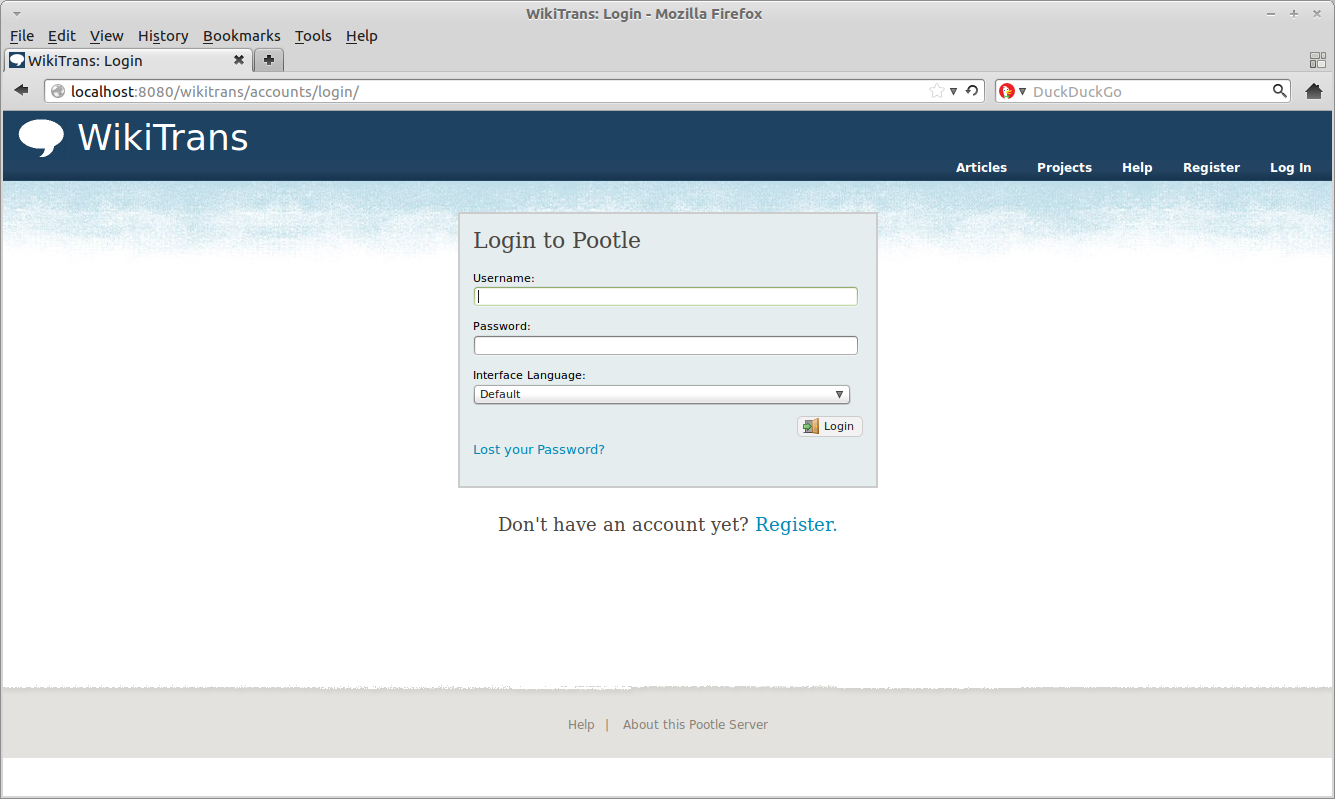 WikiTrans: Login - Mozilla Firefox
File Edit View History Bookmarks Tools Help
WikiTrans: Login
localhost:8080/wikitrans/accounts/login/ DuckDuckGo
WikiTrans
Articles Projects Help Register Log In
Login to Pootle
Username:
Password:
Interface Language:
Default
Login
Lost your Password?
Don't have an account yet? Register.
Help | About this Pootle Server